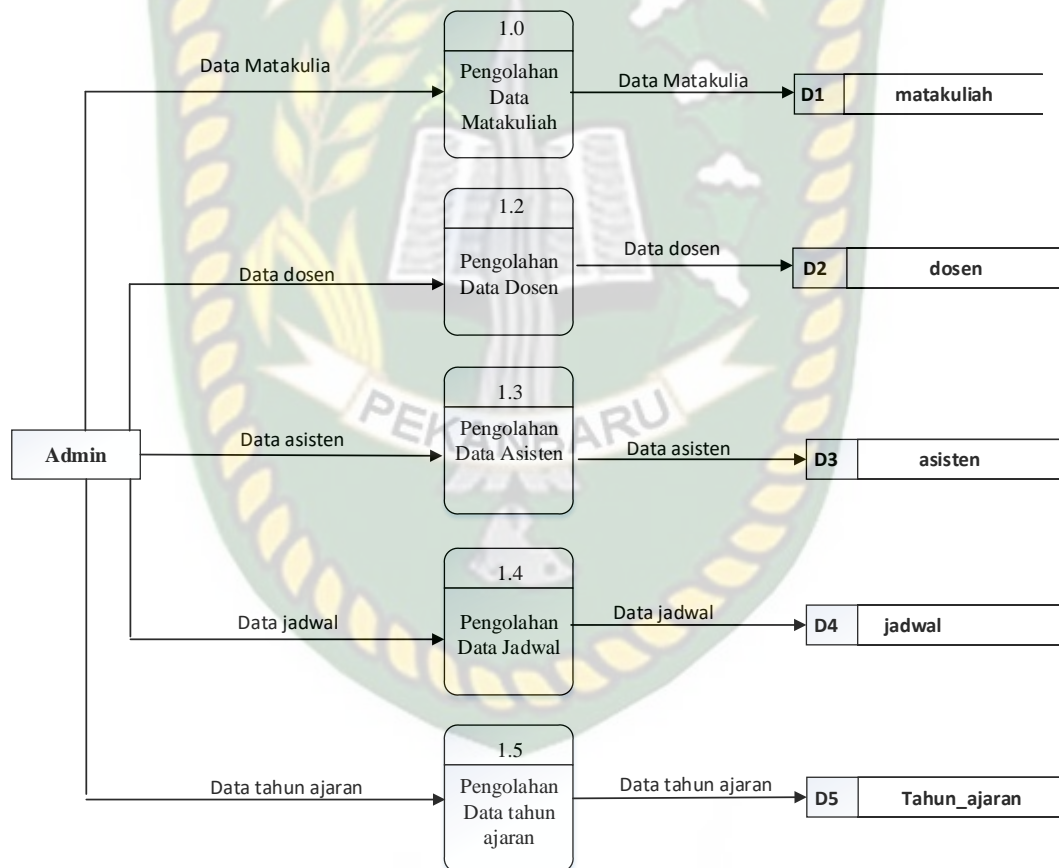 1.0
Pengolahan
Data
Matakuliah
Data Matakulia
Data Matakulia
D1 matakuliah
1.2
Pengolahan
Data Dosen
Data dosen
Data dosen
D2 dosen
PEKANBARU
1.3
Pengolahan
Data Asisten
Admin
Data asisten
Data asisten
D3 asisten
1.4
Pengolahan
Data Jadwal
Data jadwal
Data jadwal
D4 jadwal
1.5
Pengolahan
Data tahun
ajaran
Data tahun ajaran
Data tahun ajaran
D5 Tahun_ajaran